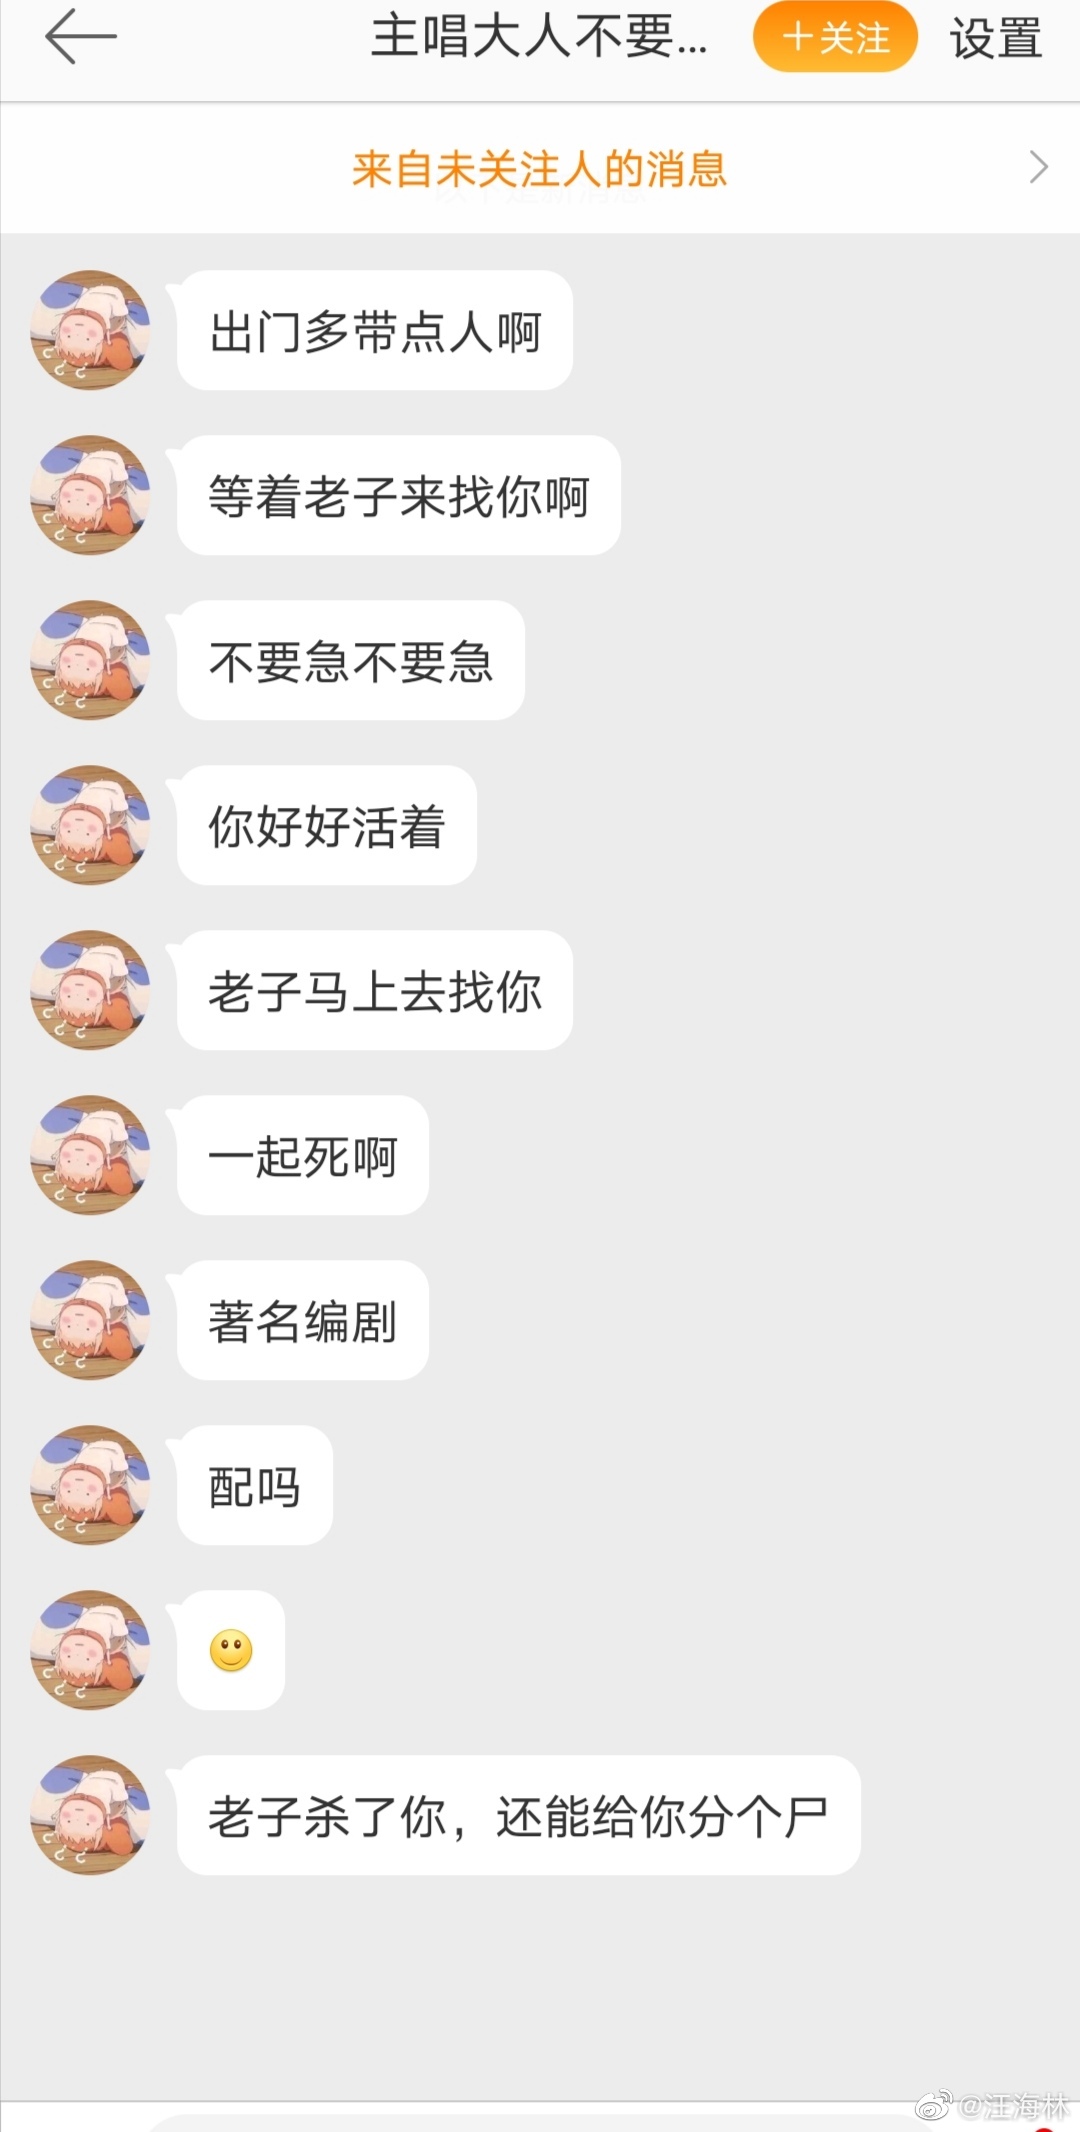 主唱大人不要...
十关注
设置
来自未关注人的消息
出门多带点人啊
等着老子来找你啊
不要急不要急
你好好活着
老子马上去找你
一起死啊
著名编剧
配吗
老子杀了你，还能给你分个尸
@汪海林